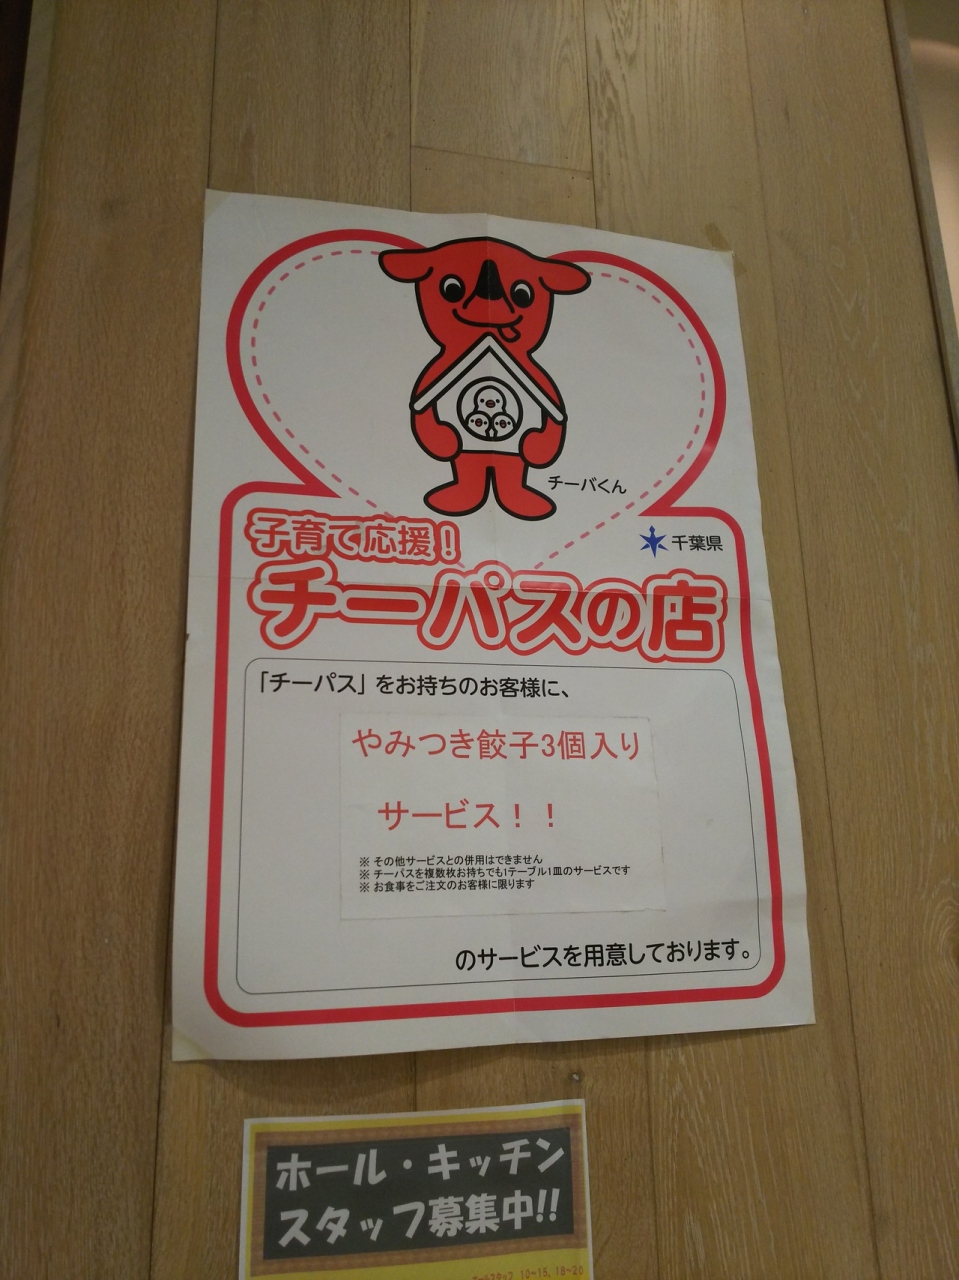 チーバくん
子育て応援!
千葉県
チーパスの店
「チーパス」をお持ちのお客様に、
やみつき餃子3個入り
サービス！！
※ その他サービスとの併用はできません
※ チーパスを複数枚お持ちでも1テーブル1皿のサービスです
※ お食事をご注文のお客様に限ります
のサービスを用意しております。
ホール・キッチン
スタッフ募集中!!
10～15、18～20